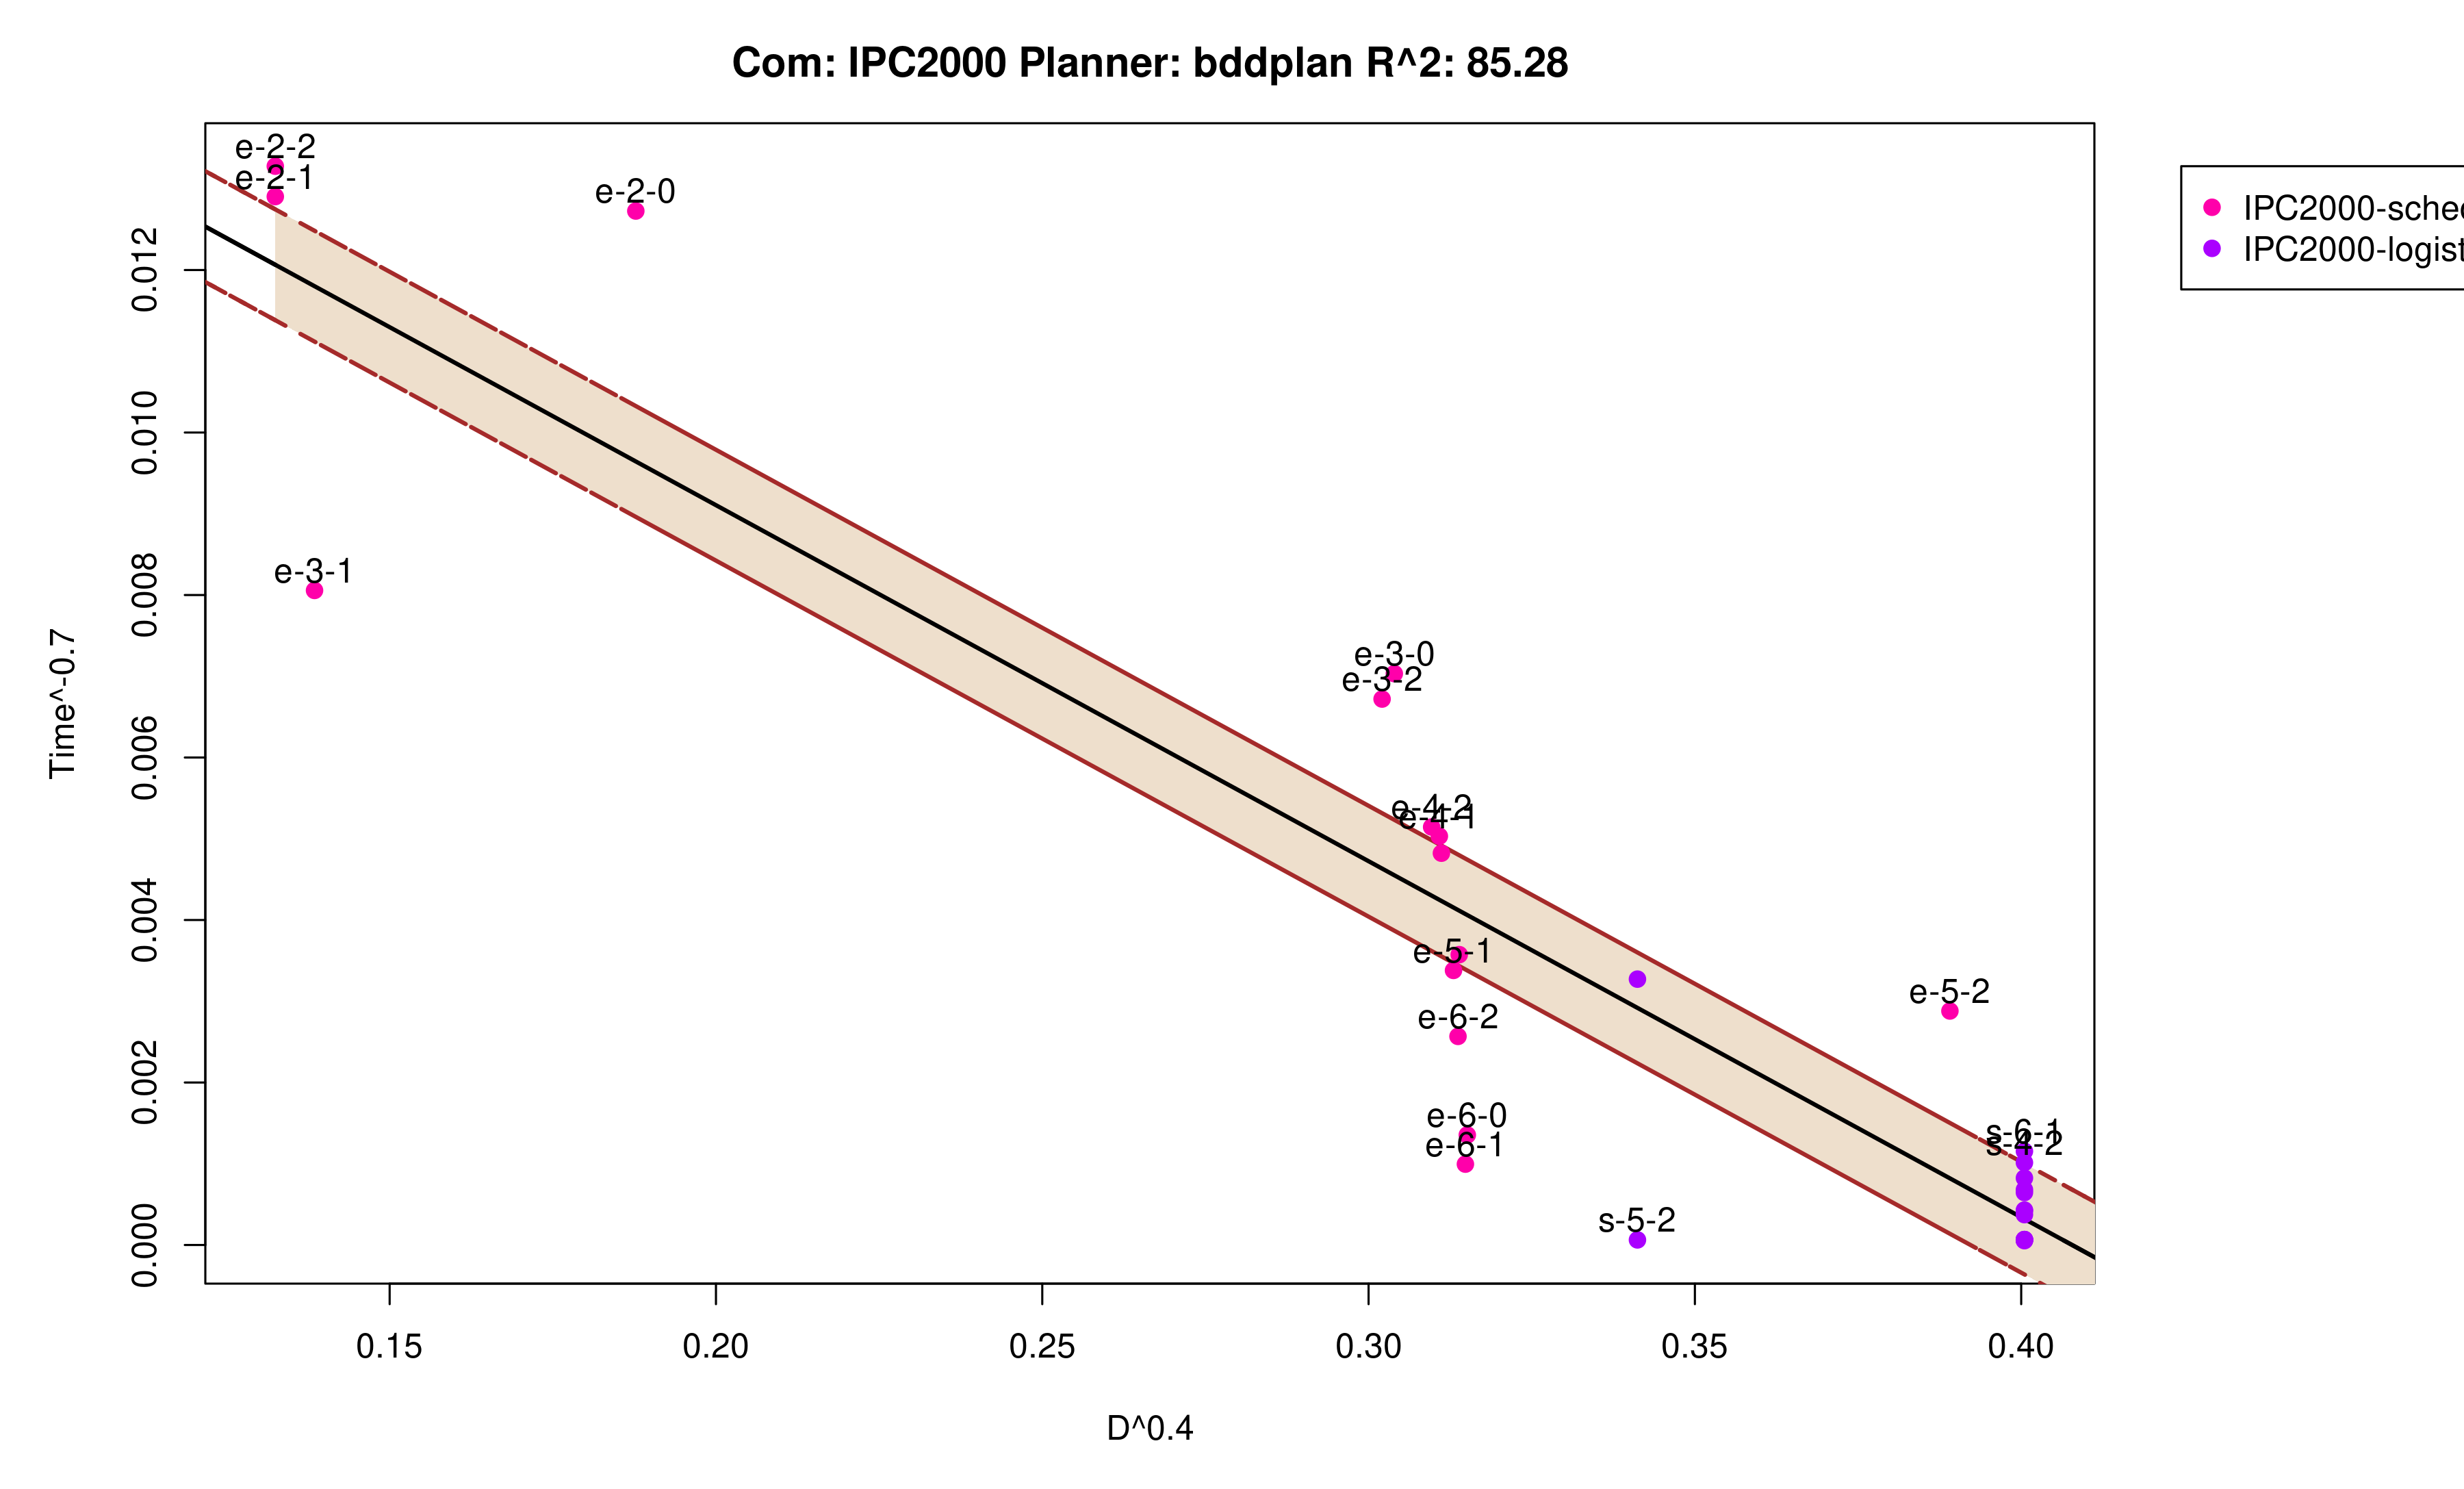 Com: IPC2000 Planner: bddplan R^2: 85.28
e-2-2
e-2-1
e-2-0
e-3-1
e-3-0
e-3-2
e-4-2
e-4-1
e-5-1
e-5-2
e-6-2
e-6-0
e-6-1
s-5-2
s-6-1
s-4-2
IPC2000-sched
IPC2000-logist
Time^-0.7
0.012
0.010
0.008
0.006
0.004
0.002
0.000
0.15
0.20
0.25
0.30
0.35
0.40
D^0.4